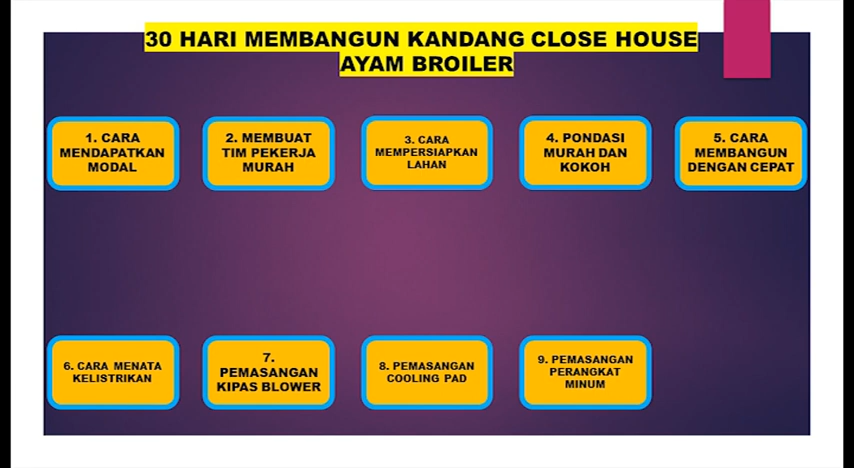 30 HARI MEMBANGUN KANDANG CLOSE HOUSE
AYAM BROILER
1. CARA
MENDAPATKAN
MODAL
2. MEMBUAT
TIM PEKERJA
MURAH
3. CARA
MEMPERSIAPKAN
LAHAN
4. PONDASI
MURAH DAN
KOKOH
5. CARA
MEMBANGUN
DENGAN CEPAT
6. CARA MENATA
KELISTRIKAN
7.
PEMASANGAN
KIPAS BLOWER
8. PEMASANGAN
COOLING PAD
9. PEMASANGAN
PERANGKAT
MINUM